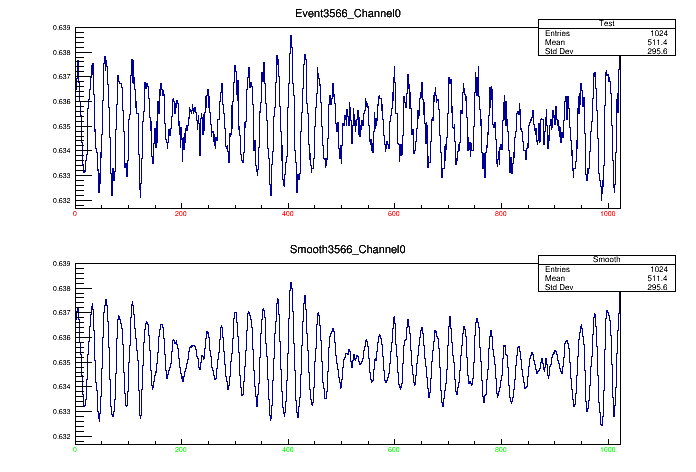 Event3566_Channel0
Test
Entries 1024
Mean 511.4
Std Dev 295.6
0.639
0.638
0.637
0.636
0.635
0.634
0.633
0.632
0 200 400 600 800 1000
Smooth3566_Channel0
Smooth
Entries 1024
Mean 511.4
Std Dev 295.6
0.639
0.638
0.637
0.636
0.635
0.634
0.633
0.632
0 200 400 600 800 1000